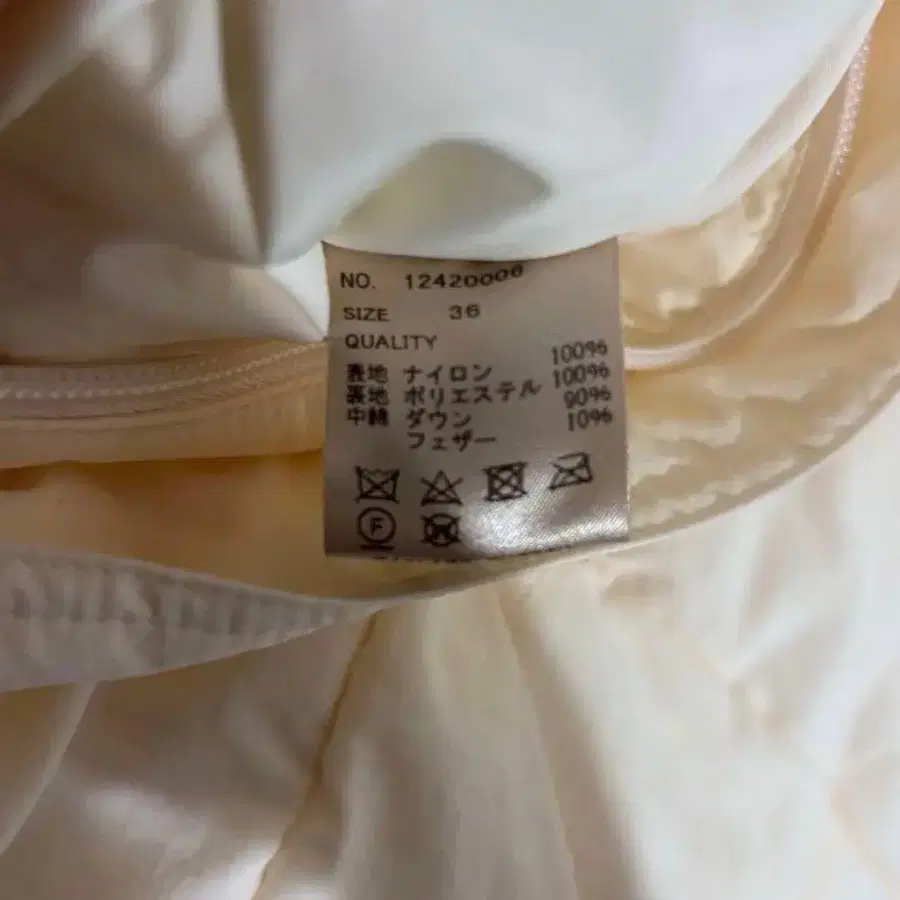 NO. 12420006
SIZE 36
QUALITY
表地 ナイロン 100%
裏地 ポリエステル 100%
中綿 ダウン 90%
フェザー 10%
F
W